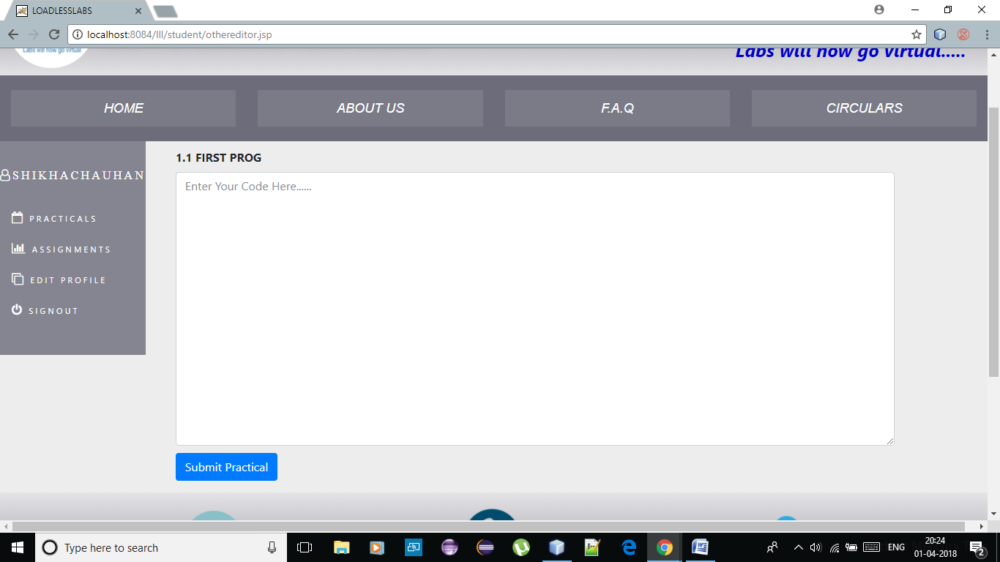 LOADLESSLABS
localhost:8084/lll/student/othereditor.jsp
Labs will now go virtual
Labs will now go virtual.....
HOME ABOUT US F.A.Q CIRCULARS
SHIKHACHAUHAN
PRACTICALS
ASSIGNMENTS
EDIT PROFILE
SIGNOUT
1.1 FIRST PROG
Enter Your Code Here......
Submit Practical
Type here to search
ENG
20:24
01-04-2018
2